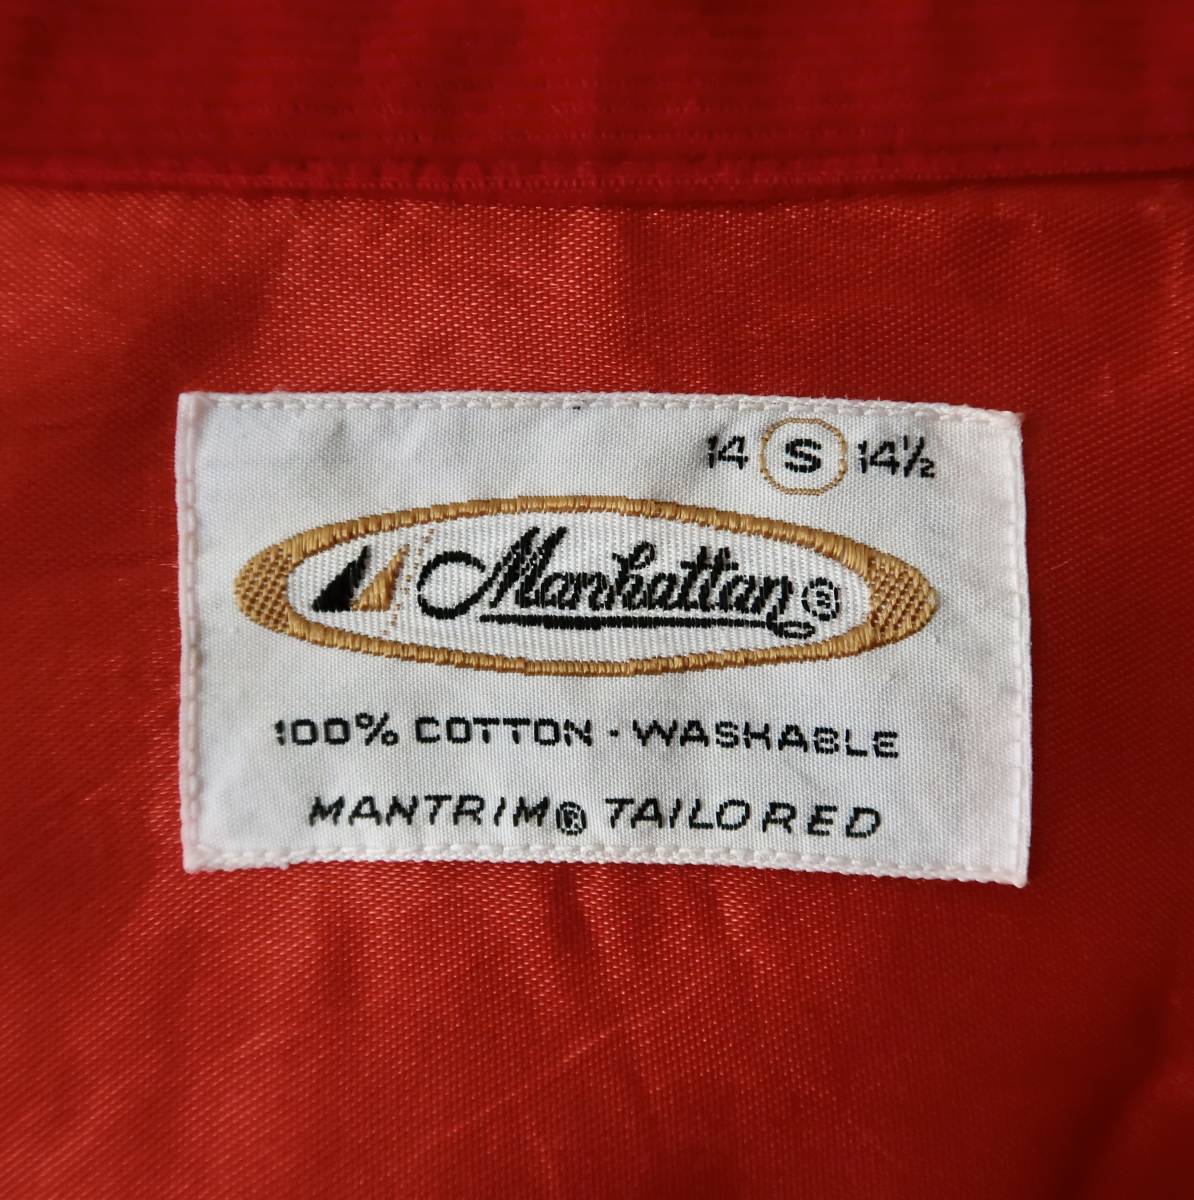 14 S 14½
Manhattan®
100% COTTON · WASHABLE
MANTRIM® TAILORED